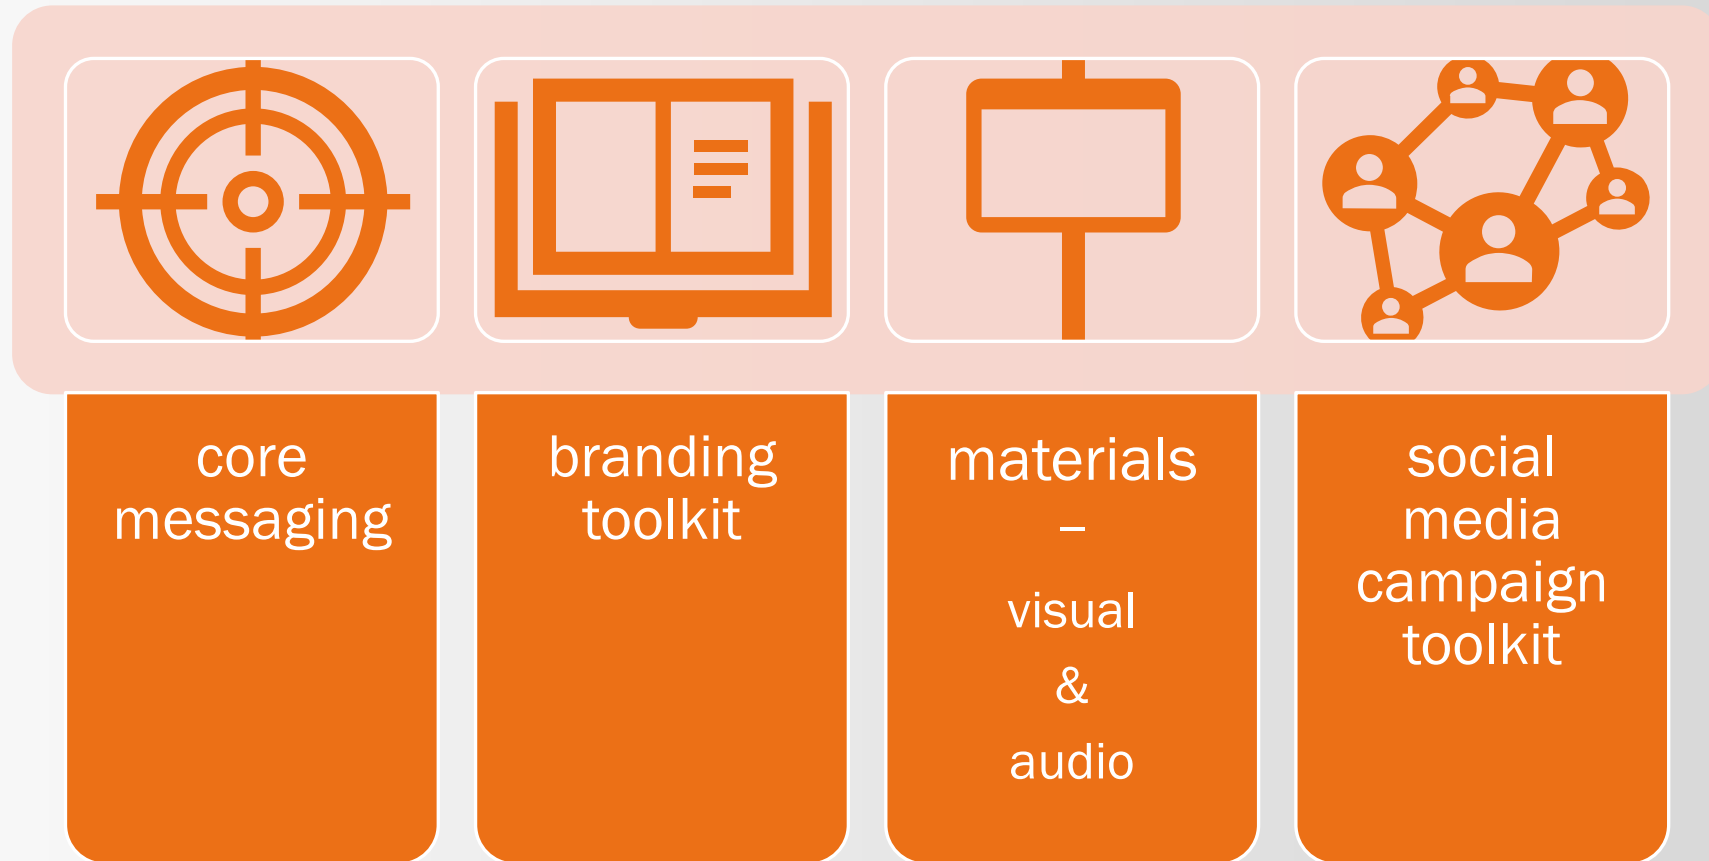 core
messaging
branding
toolkit
materials
–
visual
&
audio
social
media
campaign
toolkit